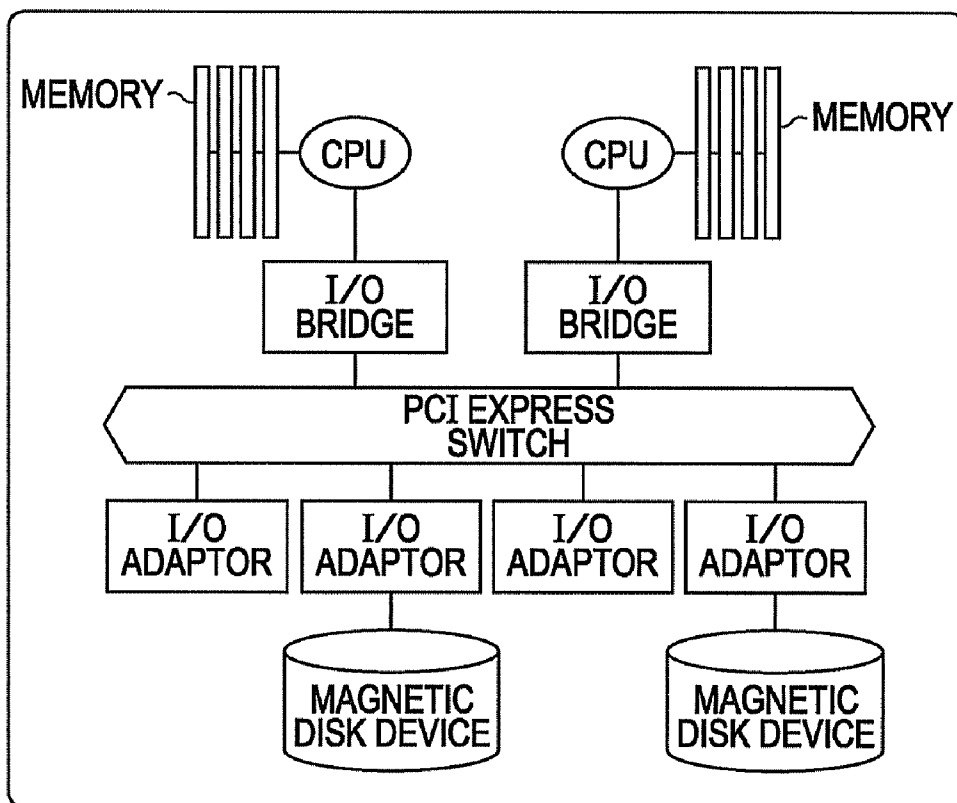 MEMORY
MEMORY
CPU
CPU
I/O
BRIDGE
I/O
BRIDGE
PCI EXPRESS
SWITCH
I/O
ADAPTOR
I/O
ADAPTOR
I/O
ADAPTOR
I/O
ADAPTOR
MAGNETIC
DISK DEVICE
MAGNETIC
DISK DEVICE